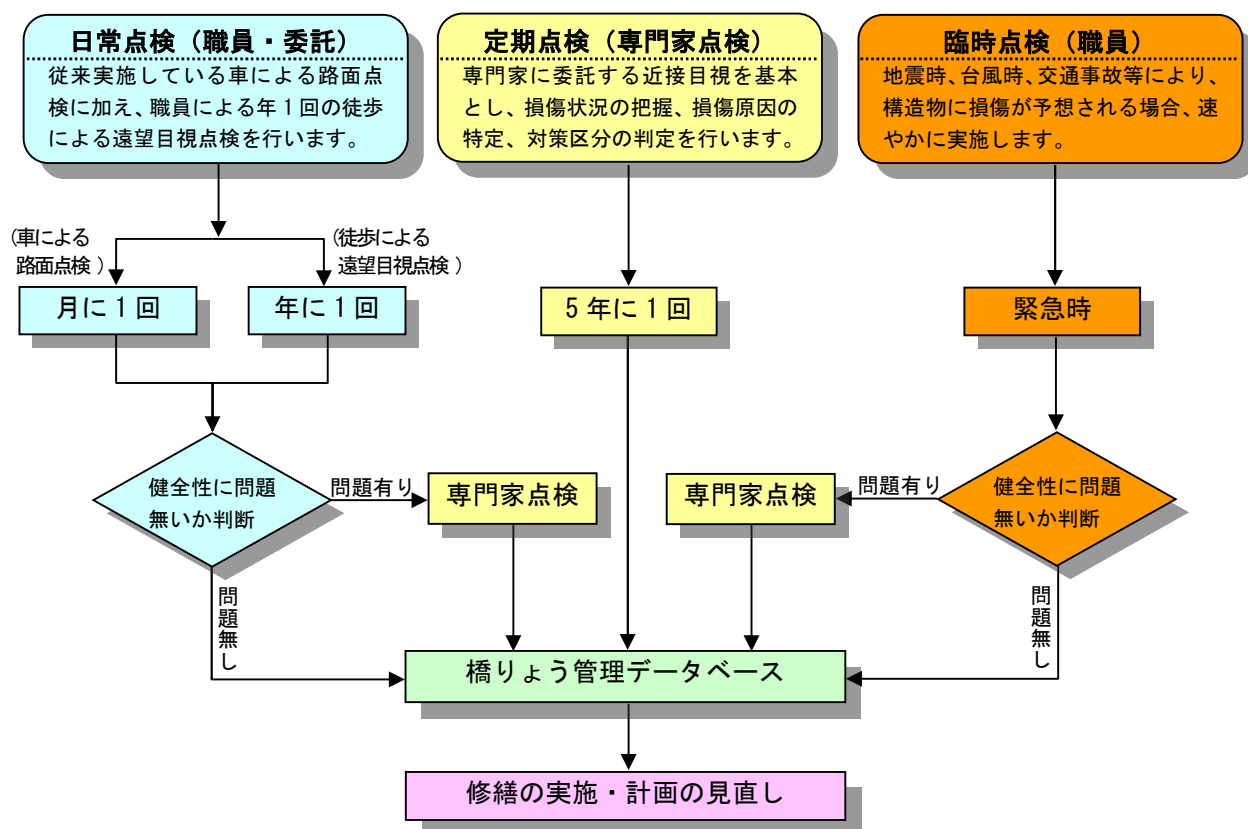 日常点検（職員・委託）
従来実施している車による路面点
検に加え、職員による年１回の徒歩
による遠望目視点検を行います。
定期点検（専門家点検）
専門家に委託する近接目視を基本
とし、損傷状況の把握、損傷原因の
特定、対策区分の判定を行います。
臨時点検（職員）
地震時、台風時、交通事故等により、
構造物に損傷が予想される場合、速
やかに実施します。
（車による
路面点検）
（徒歩による
遠望目視点検）
月に１回
年に１回
５年に１回
緊急時
健全性に問題
無いか判断
問題有り
専門家点検
専門家点検
問題有り
健全性に問題
無いか判断
問題無し
問題無し
橋りょう管理データベース
修繕の実施・計画の見直し